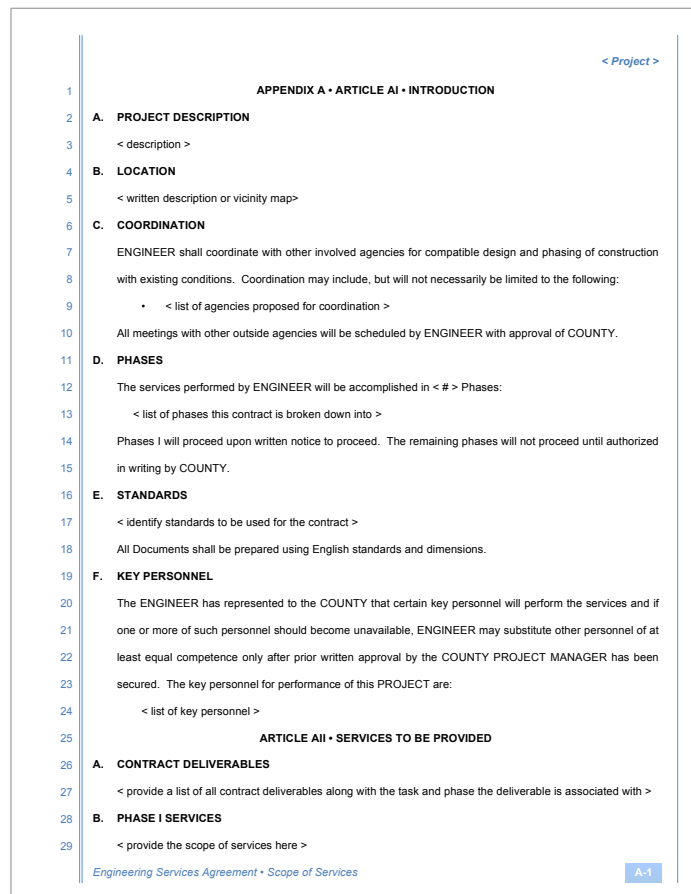 < Project >
1 APPENDIX A • ARTICLE AI • INTRODUCTION
2 A. PROJECT DESCRIPTION
3 < description >
4 B. LOCATION
5 < written description or vicinity map>
6 C. COORDINATION
7 ENGINEER shall coordinate with other involved agencies for compatible design and phasing of construction
8 with existing conditions. Coordination may include, but will not necessarily be limited to the following:
9 • < list of agencies proposed for coordination >
10 All meetings with other outside agencies will be scheduled by ENGINEER with approval of COUNTY.
11 D. PHASES
12 The services performed by ENGINEER will be accomplished in < # > Phases:
13 < list of phases this contract is broken down into >
14 Phases I will proceed upon written notice to proceed. The remaining phases will not proceed until authorized
15 in writing by COUNTY.
16 E. STANDARDS
17 < identify standards to be used for the contract >
18 All Documents shall be prepared using English standards and dimensions.
19 F. KEY PERSONNEL
20 The ENGINEER has represented to the COUNTY that certain key personnel will perform the services and if
21 one or more of such personnel should become unavailable, ENGINEER may substitute other personnel of at
22 least equal competence only after prior written approval by the COUNTY PROJECT MANAGER has been
23 secured. The key personnel for performance of this PROJECT are:
24 < list of key personnel >
25 ARTICLE AII • SERVICES TO BE PROVIDED
26 A. CONTRACT DELIVERABLES
27 < provide a list of all contract deliverables along with the task and phase the deliverable is associated with >
28 B. PHASE I SERVICES
29 < provide the scope of services here >
Engineering Services Agreement • Scope of Services A-1